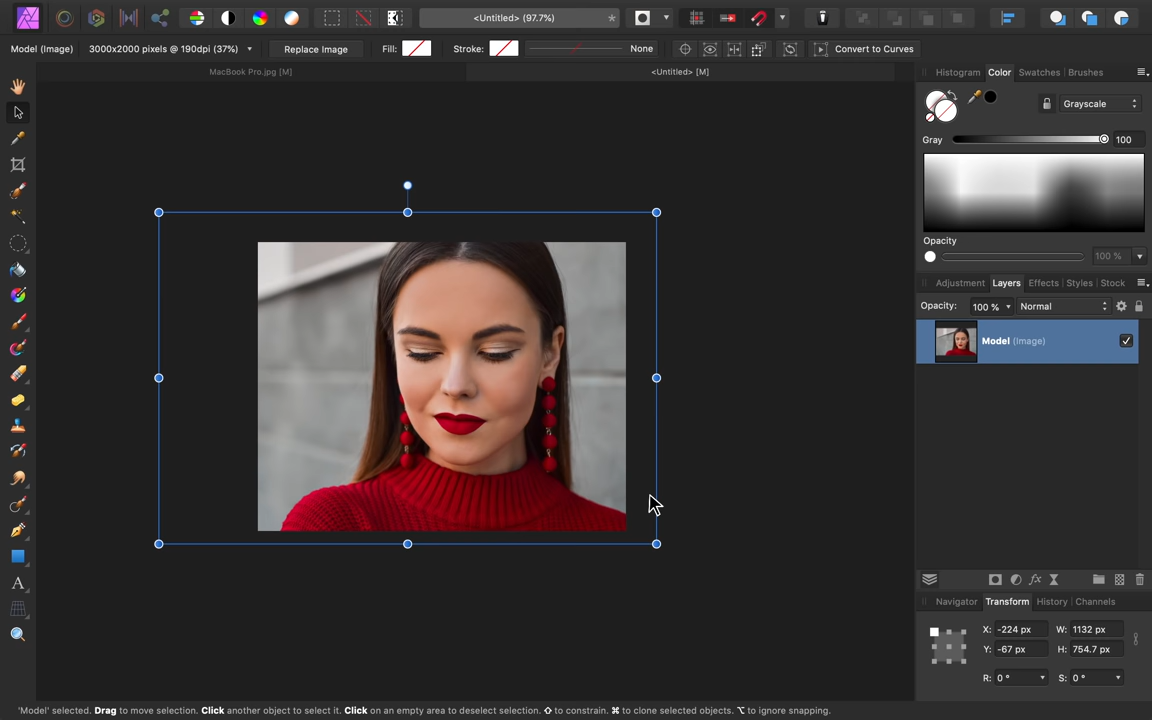 <Untitled> (97.7%)
*
Model (Image)
3000x2000 pixels @ 190dpi (37%)
Replace Image
Fill:
Stroke:
None
Convert to Curves
MacBook Pro.jpg [M]
<Untitled> [M]
Histogram
Color
Swatches
Brushes
Grayscale
Gray
100
Opacity
100 %
Adjustment
Layers
Effects
Styles
Stock
Opacity:
100 %
Normal
Model (Image)
fx
A
Navigator
Transform
History
Channels
X: -224 px
W: 1132 px
Y: -67 px
H: 754.7 px
R: 0 °
S: 0 °
'Model' selected. Drag to move selection. Click another object to select it. Click on an empty area to deselect selection. ⇧ to constrain. ⌘ to clone selected objects. ⌥ to ignore snapping.